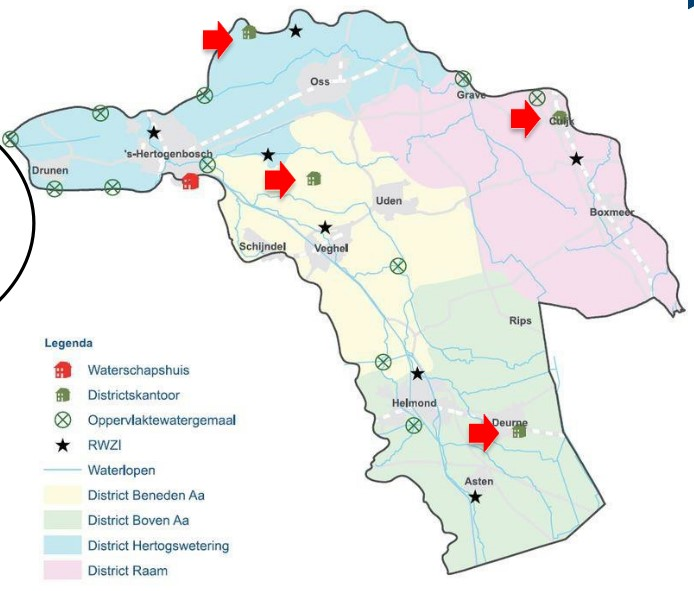 Oss
Grave
Cuijk
's-Hertogenbosch
Drunen
Uden
Boxmeer
Schijndel
Veghel
Rips
Helmond
Deurne
Asten
Legenda
Waterschapshuis
Districtskantoor
Oppervlaktewatergemaal
RWZI
Waterlopen
District Beneden Aa
District Boven Aa
District Hertogswetering
District Raam